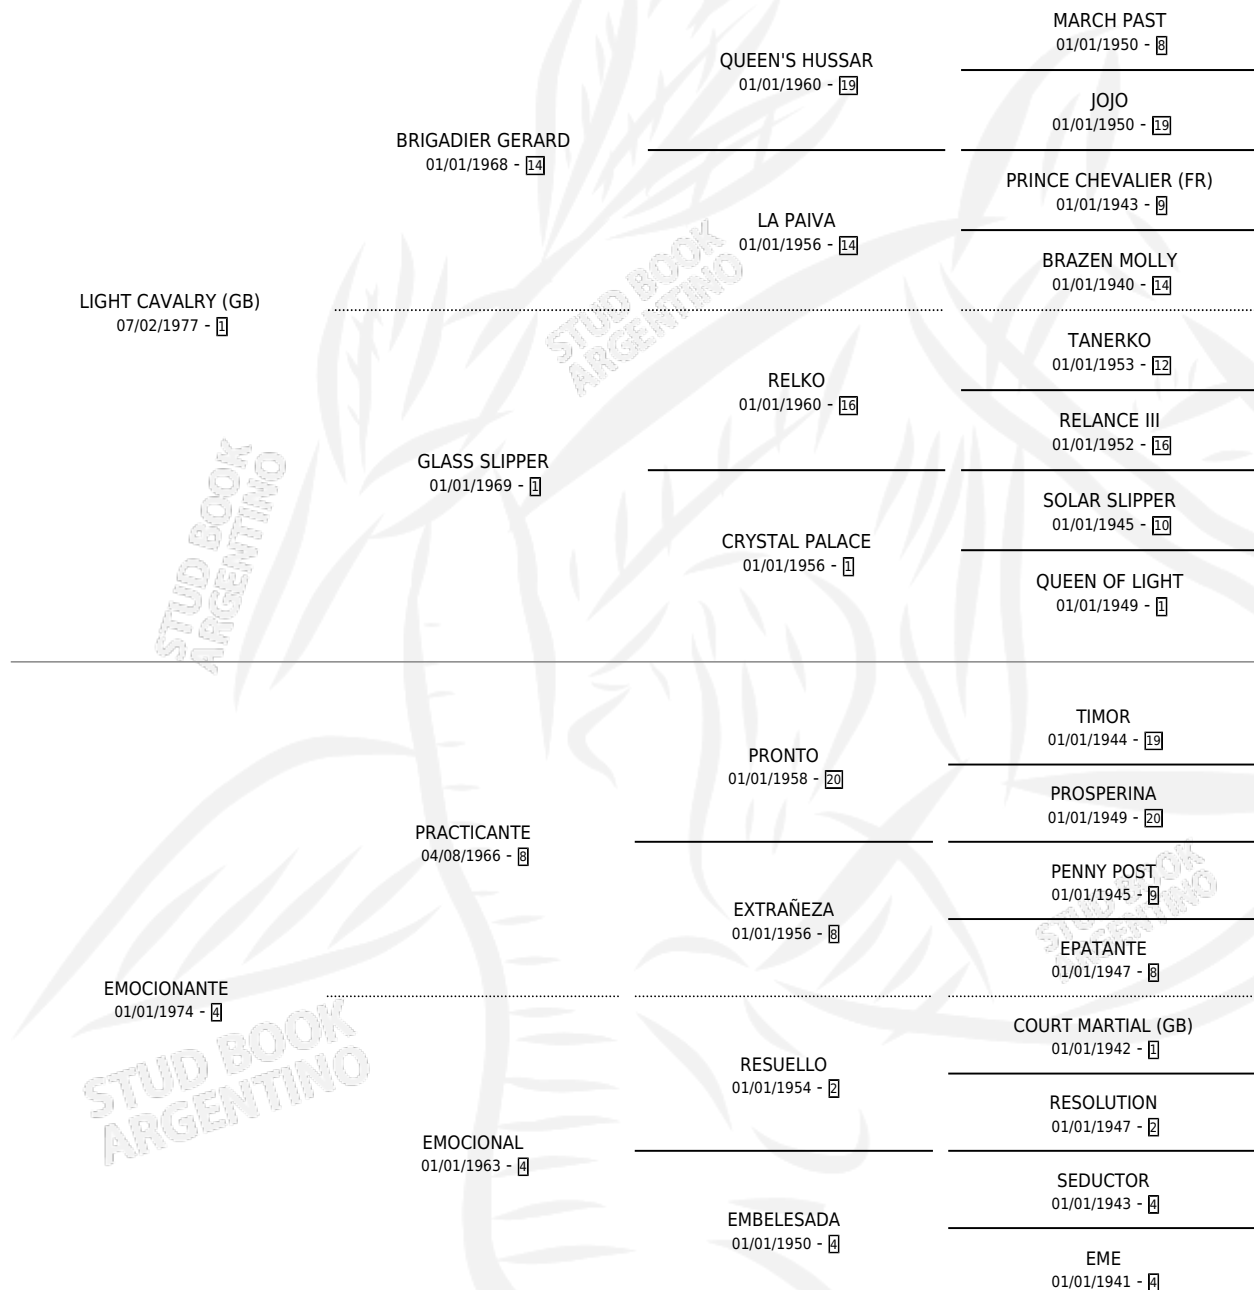 MARCH PAST
01/01/1950 - 8
QUEEN'S HUSSAR
01/01/1960 - 19
JOJO
01/01/1950 - 19
BRIGADIER GERARD
01/01/1968 - 14
PRINCE CHEVALIER (FR)
01/01/1943 - 9
LA PAIVA
01/01/1956 - 14
BRAZEN MOLLY
01/01/1940 - 14
LIGHT CAVALRY (GB)
07/02/1977 - 1
TANERKO
01/01/1953 - 12
RELKO
01/01/1960 - 16
RELANCE III
01/01/1952 - 16
GLASS SLIPPER
01/01/1969 - 1
SOLAR SLIPPER
01/01/1945 - 10
CRYSTAL PALACE
01/01/1956 - 1
QUEEN OF LIGHT
01/01/1949 - 1
TIMOR
01/01/1944 - 19
PRONTO
01/01/1958 - 20
PROSPERINA
01/01/1949 - 20
PRACTICANTE
04/08/1966 - 8
PENNY POST
01/01/1945 - 9
EXTRAÑEZA
01/01/1956 - 8
EPATANTE
01/01/1947 - 8
EMOCIONANTE
01/01/1974 - 4
COURT MARTIAL (GB)
01/01/1942 - 1
RESUELLO
01/01/1954 - 2
RESOLUTION
01/01/1947 - 2
EMOCIONAL
01/01/1963 - 4
SEDUCTOR
01/01/1943 - 4
EMBELESADA
01/01/1950 - 4
EME
01/01/1941 - 4
STUD BOOK
ARGENTINO
STUD BOOK
ARGENTINO
STUD BOOK
ARGENTINO
STUD BOOK
ARGENTINO